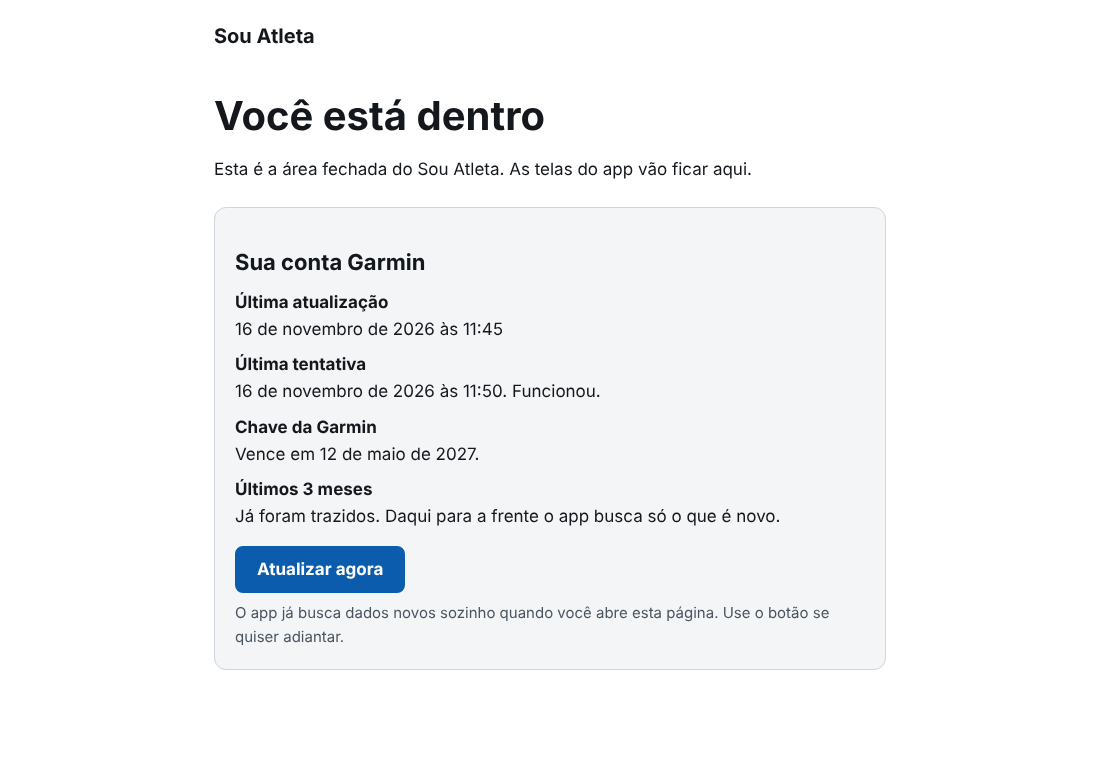 Sou Atleta
Você está dentro
Esta é a área fechada do Sou Atleta. As telas do app vão ficar aqui.
Sua conta Garmin
Última atualização
16 de novembro de 2026 às 11:45
Última tentativa
16 de novembro de 2026 às 11:50. Funcionou.
Chave da Garmin
Vence em 12 de maio de 2027.
Últimos 3 meses
Já foram trazidos. Daqui para a frente o app busca só o que é novo.
Atualizar agora
O app já busca dados novos sozinho quando você abre esta página. Use o botão se
quiser adiantar.